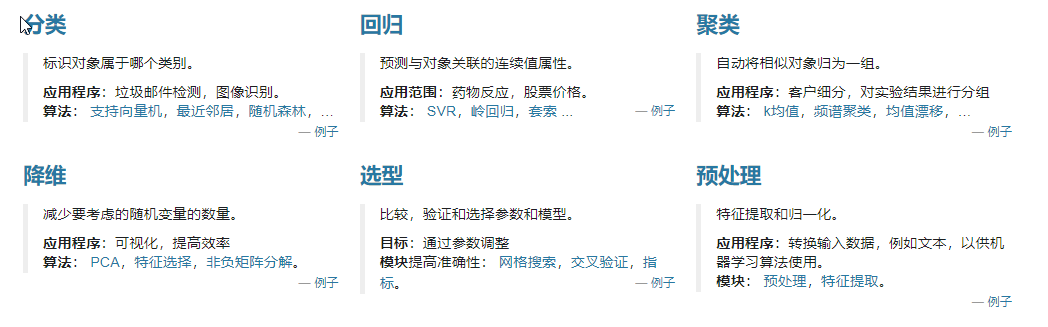 分类
标识对象属于哪个类别。
应用程序：垃圾邮件检测，图像识别。
算法： 支持向量机，最近邻居，随机森林，...
— 例子
回归
预测与对象关联的连续值属性。
应用范围：药物反应，股票价格。
算法： SVR，岭回归，套索 ...
— 例子
聚类
自动将相似对象归为一组。
应用程序：客户细分，对实验结果进行分组
算法： k均值，频谱聚类，均值漂移，...
— 例子
降维
减少要考虑的随机变量的数量。
应用程序：可视化，提高效率
算法： PCA，特征选择，非负矩阵分解。
— 例子
选型
比较，验证和选择参数和模型。
目标：通过参数调整
模块提高准确性： 网格搜索，交叉验证，指
标。
— 例子
预处理
特征提取和归一化。
应用程序：转换输入数据，例如文本，以供机
器学习算法使用。
模块： 预处理，特征提取。
— 例子